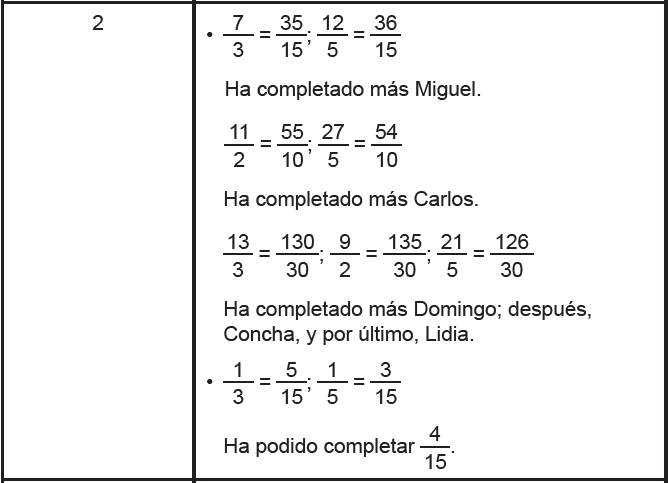 2
• 7/3 = 35/15; 12/5 = 36/15
Ha completado más Miguel.
11/2 = 55/10; 27/5 = 54/10
Ha completado más Carlos.
13/3 = 130/30; 9/2 = 135/30; 21/5 = 126/30
Ha completado más Domingo; después,
Concha, y por último, Lidia.
• 1/3 = 5/15; 1/5 = 3/15
Ha podido completar 4/15.